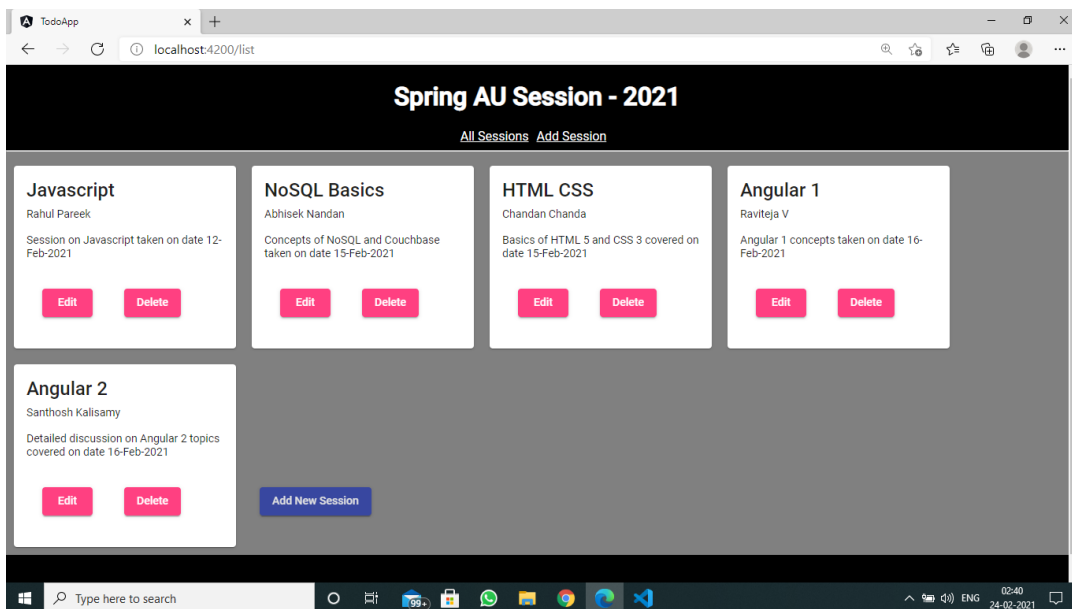 TodoApp
localhost:4200/list
Spring AU Session - 2021
All Sessions Add Session
Javascript
Rahul Pareek
Session on Javascript taken on date 12-
Feb-2021
Edit Delete
NoSQL Basics
Abhisek Nandan
Concepts of NoSQL and Couchbase
taken on date 15-Feb-2021
Edit Delete
HTML CSS
Chandan Chanda
Basics of HTML 5 and CSS 3 covered on
date 15-Feb-2021
Edit Delete
Angular 1
Raviteja V
Angular 1 concepts taken on date 16-
Feb-2021
Edit Delete
Angular 2
Santhosh Kalisamy
Detailed discussion on Angular 2 topics
covered on date 16-Feb-2021
Edit Delete
Add New Session
Type here to search
99+
ENG
02:40
24-02-2021